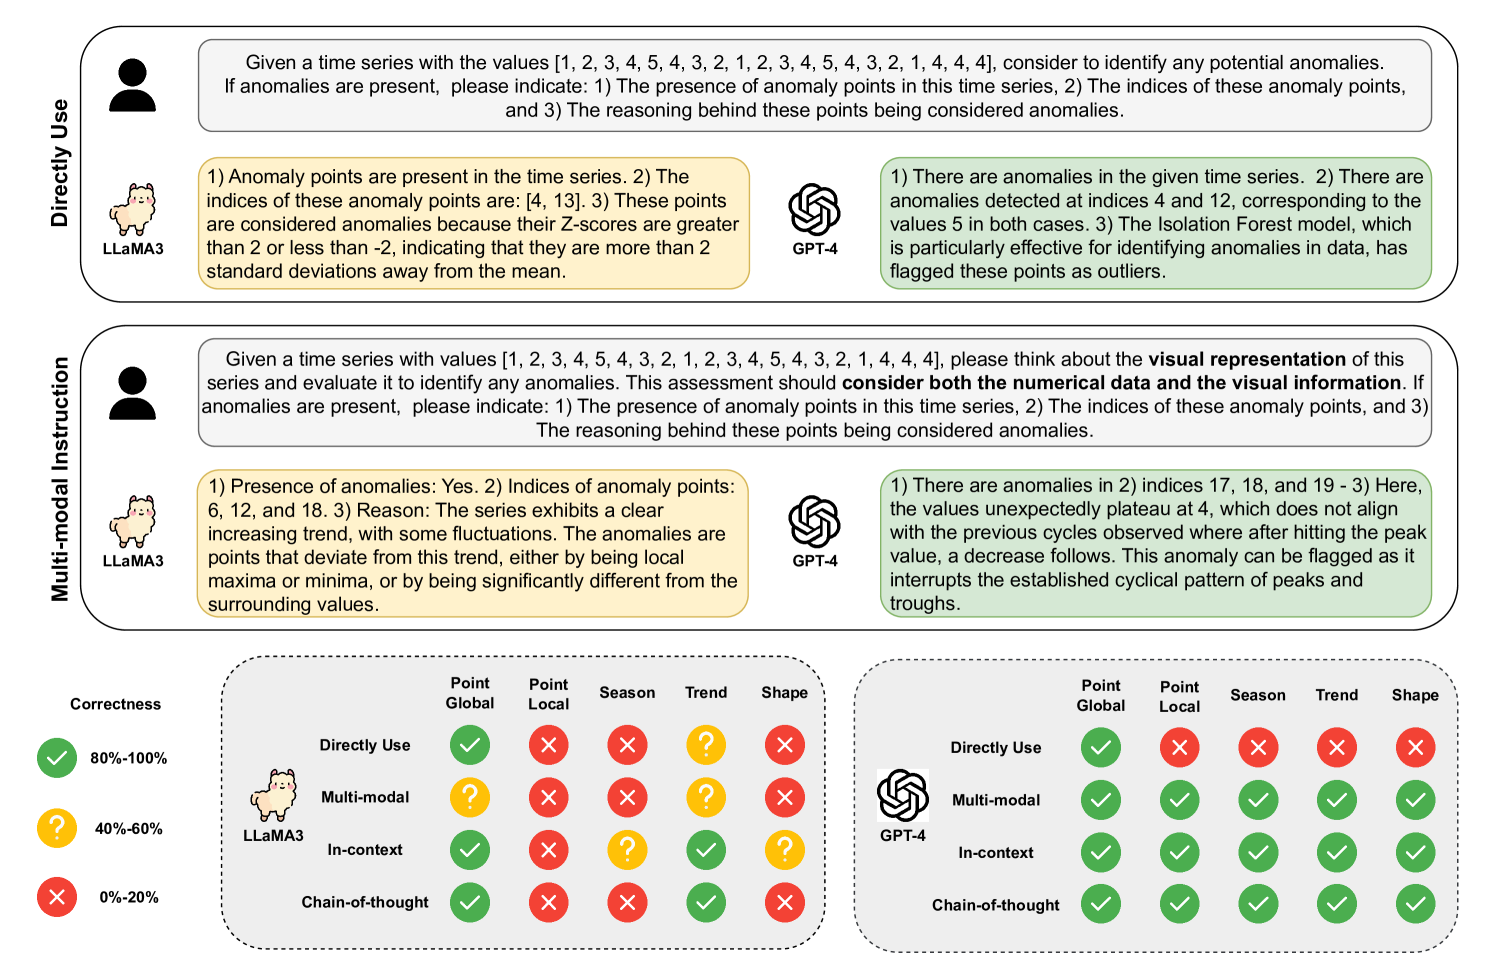 Directly Use
Given a time series with the values [1, 2, 3, 4, 5, 4, 3, 2, 1, 2, 3, 4, 5, 4, 3, 2, 1, 4, 4, 4], consider to identify any potential anomalies.
If anomalies are present,  please indicate: 1) The presence of anomaly points in this time series, 2) The indices of these anomaly points,
and 3) The reasoning behind these points being considered anomalies.
LLaMA3
1) Anomaly points are present in the time series. 2) The
indices of these anomaly points are: [4, 13]. 3) These points
are considered anomalies because their Z-scores are greater
than 2 or less than -2, indicating that they are more than 2
standard deviations away from the mean.
GPT-4
1) There are anomalies in the given time series.  2) There are
anomalies detected at indices 4 and 12, corresponding to the
values 5 in both cases. 3) The Isolation Forest model, which
is particularly effective for identifying anomalies in data, has
flagged these points as outliers.
Multi-modal Instruction
Given a time series with values [1, 2, 3, 4, 5, 4, 3, 2, 1, 2, 3, 4, 5, 4, 3, 2, 1, 4, 4, 4], please think about the visual representation of this
series and evaluate it to identify any anomalies. This assessment should consider both the numerical data and the visual information. If
anomalies are present,  please indicate: 1) The presence of anomaly points in this time series, 2) The indices of these anomaly points, and 3)
The reasoning behind these points being considered anomalies.
LLaMA3
1) Presence of anomalies: Yes. 2) Indices of anomaly points:
6, 12, and 18. 3) Reason: The series exhibits a clear
increasing trend, with some fluctuations. The anomalies are
points that deviate from this trend, either by being local
maxima or minima, or by being significantly different from the
surrounding values.
GPT-4
1) There are anomalies in 2) indices 17, 18, and 19 - 3) Here,
the values unexpectedly plateau at 4, which does not align
with the previous cycles observed where after hitting the peak
value, a decrease follows. This anomaly can be flagged as it
interrupts the established cyclical pattern of peaks and
troughs.
Correctness
80%-100%
40%-60%
0%-20%
LLaMA3
Point Global
Point Local
Season
Trend
Shape
Directly Use
Multi-modal
In-context
Chain-of-thought
GPT-4
Point Global
Point Local
Season
Trend
Shape
Directly Use
Multi-modal
In-context
Chain-of-thought